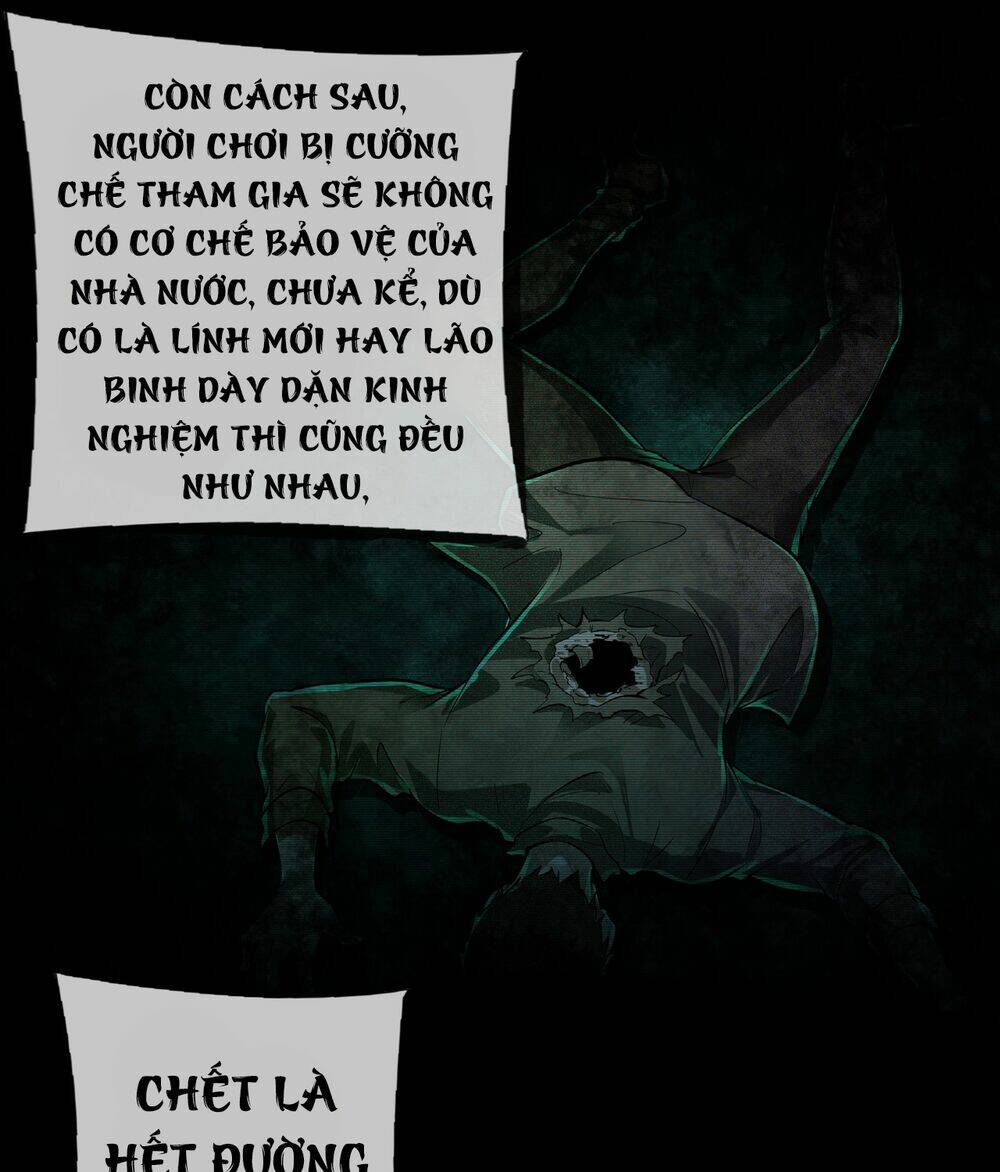 CÒN CÁCH SAU,
NGƯỜI CHƠI BỊ CƯỠNG
CHẾ THAM GIA SẼ KHÔNG
CÓ CƠ CHẾ BẢO VỆ CỦA
NHÀ NƯỚC, CHƯA KỂ, DÙ
CÓ LÀ LÍNH MỚI HAY LÃO
BINH DÀY DẶN KINH
NGHIỆM THÌ CŨNG ĐỀU
NHƯ NHAU,
CHẾT LÀ
HẾT ĐƯỜNG